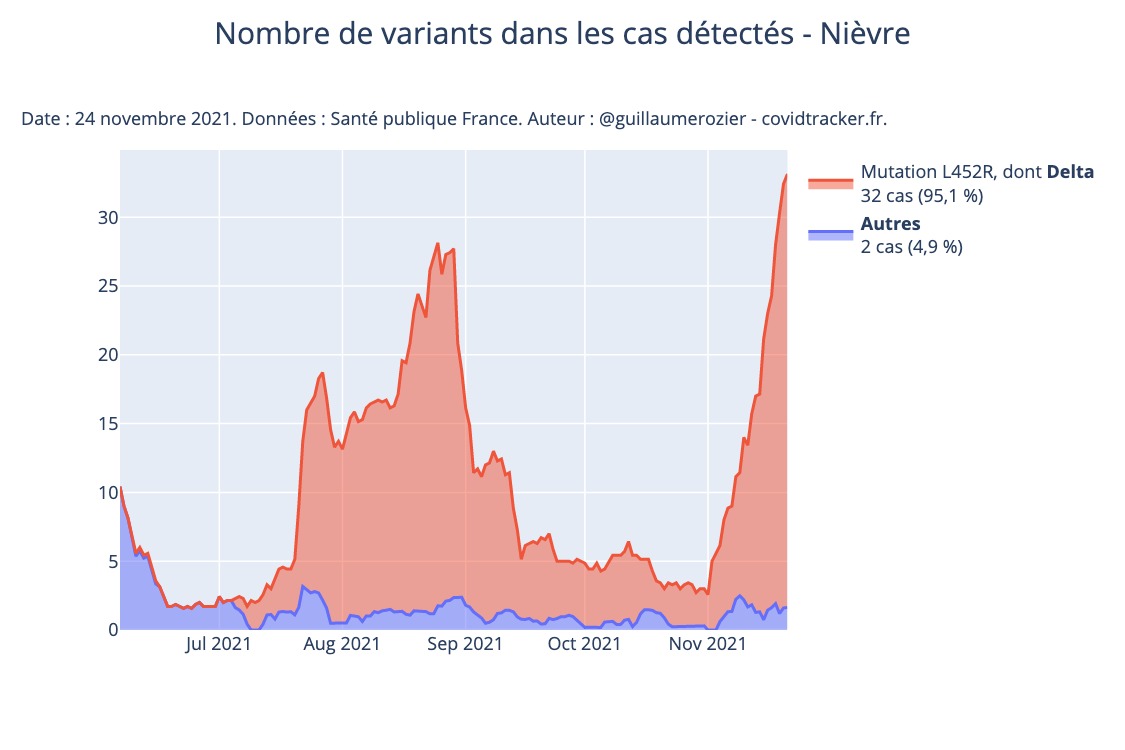 Nombre de variants dans les cas détectés - Nièvre
Date : 24 novembre 2021. Données : Santé publique France. Auteur : @guillaumerozier - covidtracker.fr.
Mutation L452R, dont Delta
32 cas (95,1 %)
Autres
2 cas (4,9 %)
30
25
20
15
10
5
0
Jul 2021
Aug 2021
Sep 2021
Oct 2021
Nov 2021